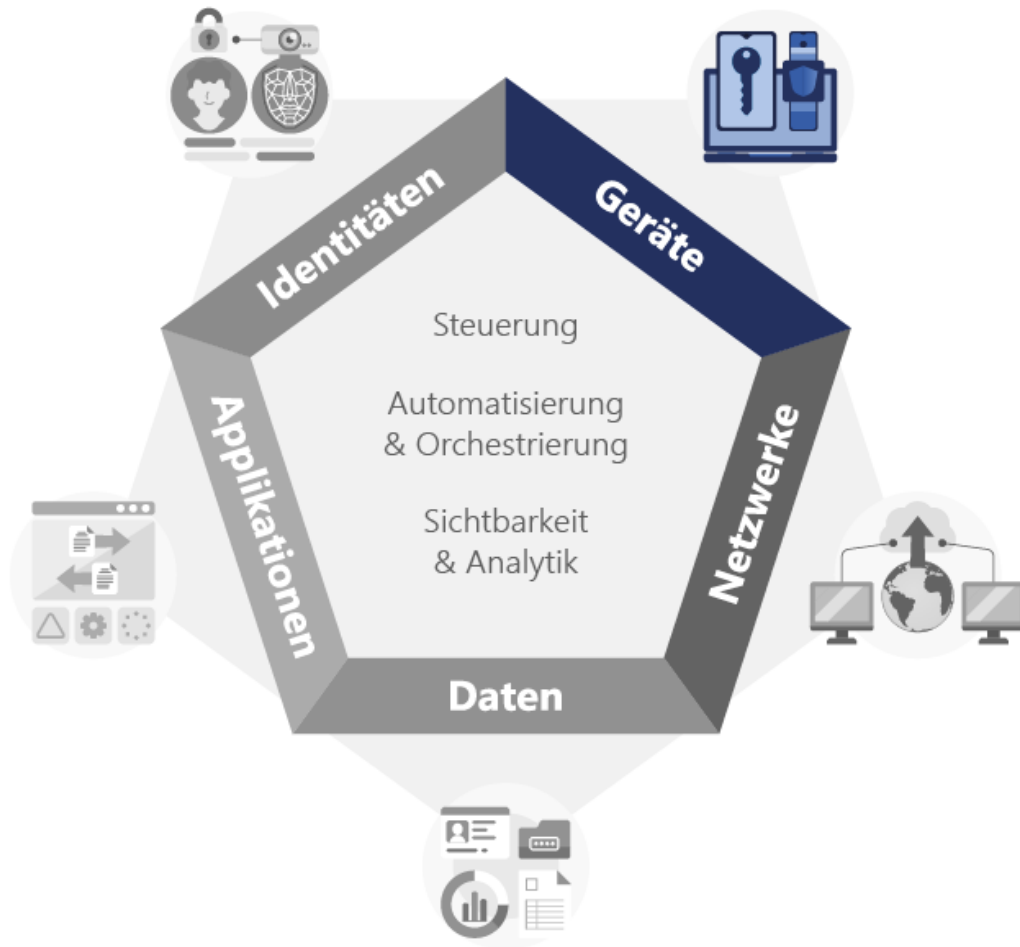 Identitäten
Geräte
Steuerung
Automatisierung
& Orchestrierung
Sichtbarkeit
& Analytik
Applikationen
Netzwerke
Daten